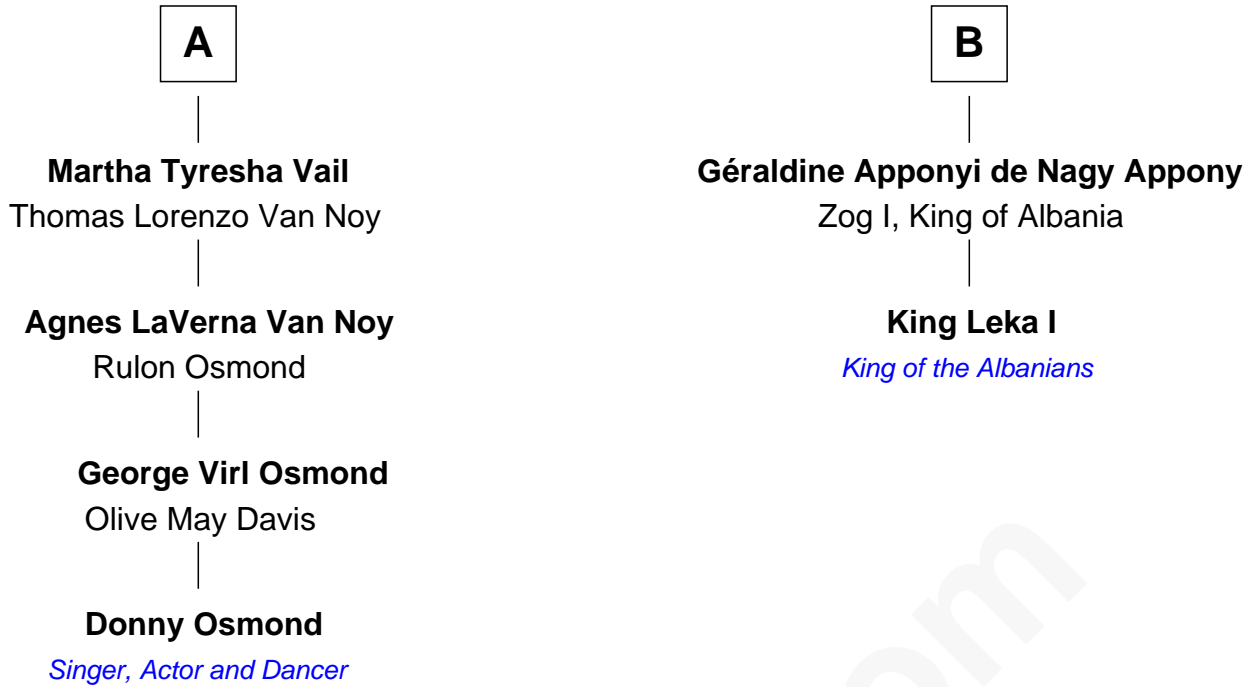 A
Martha Tyresha Vail
Thomas Lorenzo Van Noy
Agnes LaVerna Van Noy
Rulon Osmond
George Virl Osmond
Olive May Davis
Donny Osmond
Singer, Actor and Dancer
B
Géraldine Apponyi de Nagy Appony
Zog I, King of Albania
King Leka I
King of the Albanians
om